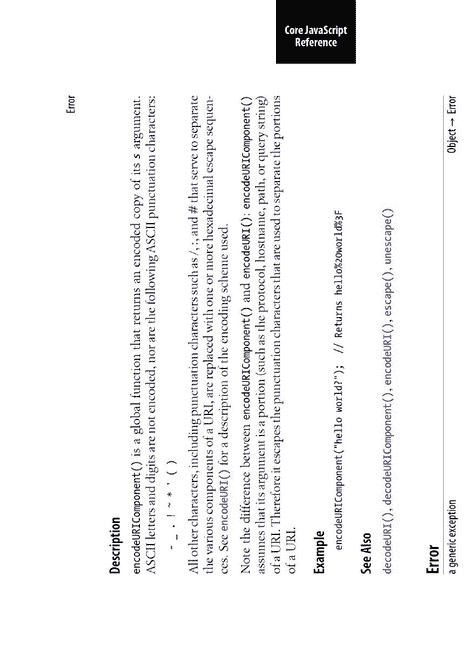 Core JavaScript
Reference
Error
Description
encodeURIComponent() is a global function that returns an encoded copy of its s argument.
ASCII letters and digits are not encoded, nor are the following ASCII punctuation characters:
- _ . ! ~ * ' ( )
All other characters, including punctuation characters such as /, :, and # that serve to separate
the various components of a URI, are replaced with one or more hexadecimal escape sequen-
ces. See encodeURI() for a description of the encoding scheme used.
Note the difference between encodeURIComponent() and encodeURI(): encodeURIComponent()
assumes that its argument is a portion (such as the protocol, hostname, path, or query string)
of a URI. Therefore it escapes the punctuation characters that are used to separate the portions
of a URI.
Example
encodeURIComponent("hello world?"); // Returns hello%20world%3F
See Also
decodeURI(), decodeURIComponent(), encodeURI(), escape(), unescape()
Error
Object → Error
a generic exception